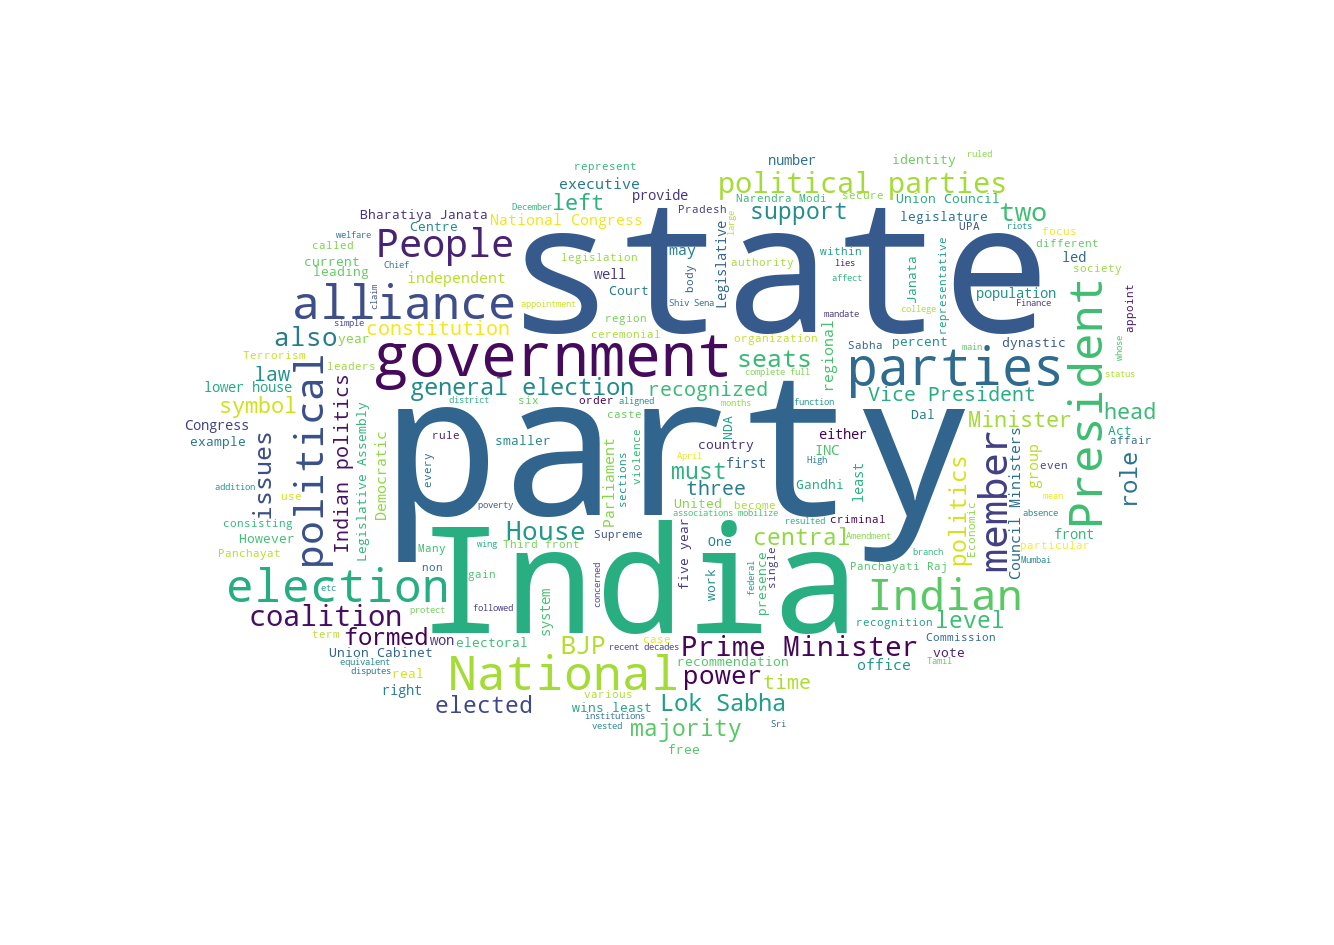 ruled
number
identity
represent
executive
political parties
left
provide
secure
Narendra Modi
Union Council
December
Bharatiya Janata
National Congress
Pradesh
support
legislature
two
Centre
large
UPA
riots
welfare
People
state
focus
called
legislation
may
Legislative
within
different
led
current
Chief
well
body
authority
lies
Janata
representative
society
leading
independent
affect
claim
Court
population
alliance
appointment
Shiv Sena
college
Finance
appoint
region
mandate
simple
constitution
ceremonial
also
year
organization
regional
Sabha
percent
main
dynastic
Terrorism
government
seats
parties
President
whose
law
leaders
complete full
status
lower house
general election
recognized
Vice President
symbol
district
six
order
aligned
months
function
Congress
political
Indian politics
caste
Dal
Minister
head
example
issues
rule
smaller
party
NDA
either
Act
Democratic
country
INC
affair
Legislative Assembly
every
Parliament
sections
violence
April
High
member
Council Ministers
group
even
must
first
least
politics
addition
Gandhi
role
use
poverty
three
Economic
mean
consisting
United
become
absence
associations mobilize
resulted
criminal
House
However
Many
Supreme
One
central
Amendment
front
Panchayat
wing
Third front
five year
single
branch
particular
non
India
presence
Panchayati Raj
Mumbai
election
etc
gain
concerned
work
federal
Indian
protect
followed
coalition
system
recognition
level
term
formed
won
electoral
case
Prime Minister
Commission
Union Cabinet
BJP
recent decades
vote
equivalent
recommendation
office
Tamil
disputes
real
National
power
time
right
various
elected
wins least
Lok Sabha
institutions
vested
majority
Sri
free